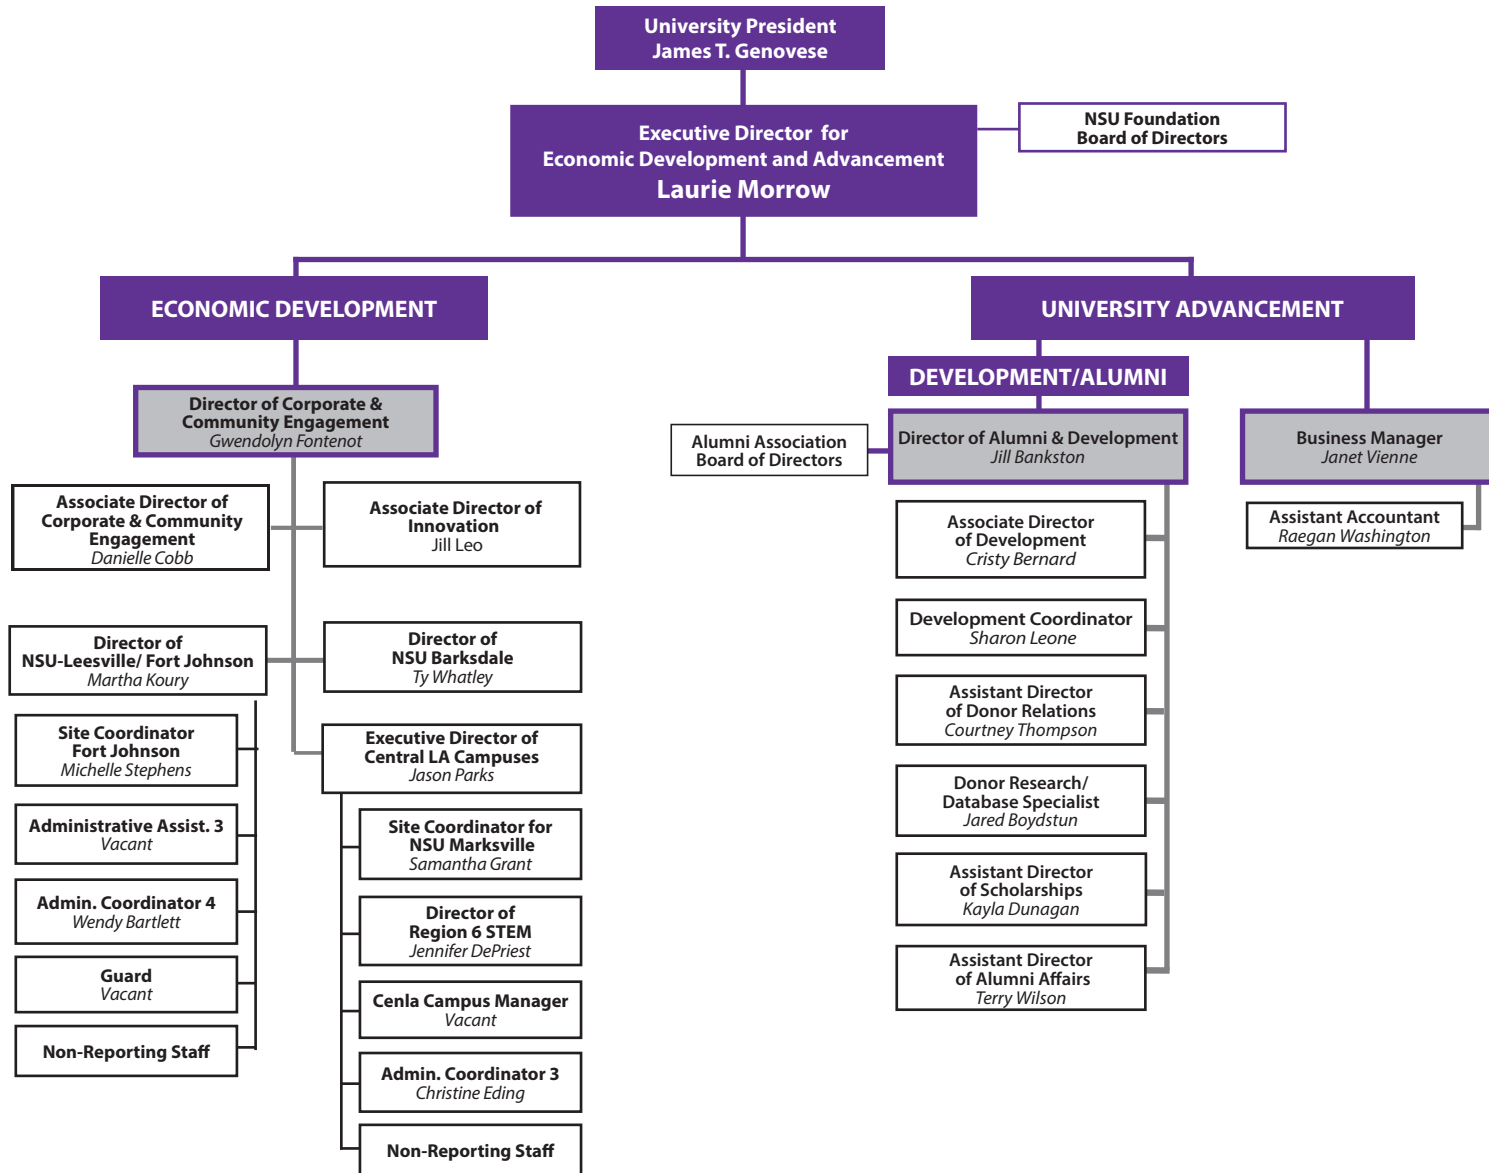 University President
James T. Genovese
Executive Director for
Economic Development and Advancement
Laurie Morrow
NSU Foundation
Board of Directors
ECONOMIC DEVELOPMENT
UNIVERSITY ADVANCEMENT
DEVELOPMENT/ALUMNI
Director of Corporate &
Community Engagement
Gwendolyn Fontenot
Alumni Association
Board of Directors
Director of Alumni & Development
Jill Bankston
Business Manager
Janet Vienne
Associate Director of
Corporate & Community
Engagement
Danielle Cobb
Associate Director of
Innovation
Jill Leo
Director of
NSU-Leesville/ Fort Johnson
Martha Koury
Director of
NSU Barksdale
Ty Whatley
Site Coordinator
Fort Johnson
Michelle Stephens
Administrative Assist. 3
Vacant
Admin. Coordinator 4
Wendy Bartlett
Guard
Vacant
Non-Reporting Staff
Executive Director of
Central LA Campuses
Jason Parks
Site Coordinator for
NSU Marksville
Samantha Grant
Director of
Region 6 STEM
Jennifer DePriest
Cenla Campus Manager
Vacant
Admin. Coordinator 3
Christine Eding
Non-Reporting Staff
Associate Director
of Development
Cristy Bernard
Development Coordinator
Sharon Leone
Assistant Director
of Donor Relations
Courtney Thompson
Donor Research/
Database Specialist
Jared Boydstun
Assistant Director
of Scholarships
Kayla Dunagan
Assistant Director
of Alumni Affairs
Terry Wilson
Assistant Accountant
Raegan Washington